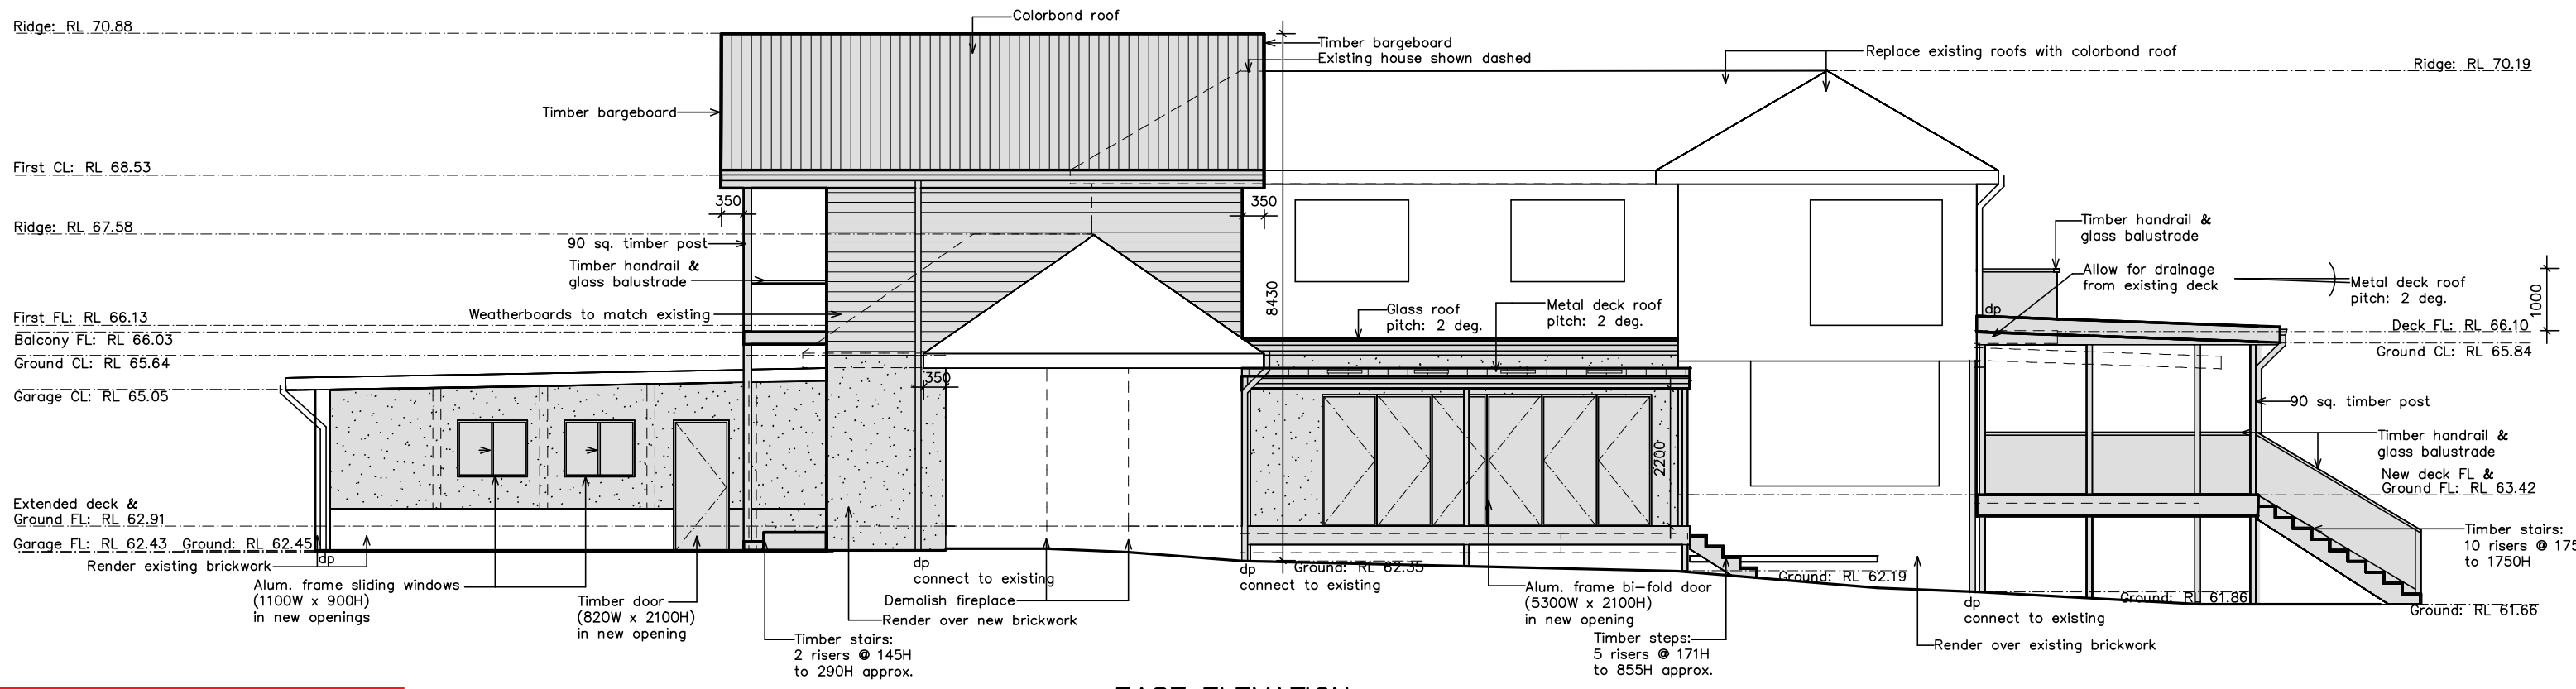 Ridge: RL 70.88
Colorbond roof
Timber bargeboard
Existing house shown dashed
Replace existing roofs with colorbond roof
Ridge: RL 70.19
Timber bargeboard
First CL: RL 68.53
350
350
Ridge: RL 67.58
90 sq. timber post
Timber handrail &
glass balustrade
Timber handrail &
glass balustrade
Allow for drainage
from existing deck
Metal deck roof
pitch: 2 deg.
1000
8430
Weatherboards to match existing
Glass roof
pitch: 2 deg.
Metal deck roof
pitch: 2 deg.
dp
First FL: RL 66.13
Balcony FL: RL 66.03
Ground CL: RL 65.64
Deck FL: RL 66.10
Ground CL: RL 65.84
350
Garage CL: RL 65.05
90 sq. timber post
Timber handrail &
glass balustrade
2200
New deck FL &
Ground FL: RL 63.42
Extended deck &
Ground FL: RL 62.91
Garage FL: RL 62.43
Ground: RL 62.45
Timber stairs:
10 risers @ 175
to 1750H
dp
Render existing brickwork
dp
connect to existing
dp
connect to existing
Ground: RL 62.35
Ground: RL 62.19
Ground: RL 61.86
Ground: RL 61.66
Alum. frame sliding windows
(1100W x 900H)
in new openings
Timber door
(820W x 2100H)
in new opening
Demolish fireplace
Render over new brickwork
Alum. frame bi-fold door
(5300W x 2100H)
in new opening
dp
connect to existing
Timber stairs:
2 risers @ 145H
to 290H approx.
Timber steps:
5 risers @ 171H
to 855H approx.
Render over existing brickwork
EAST ELEVATION